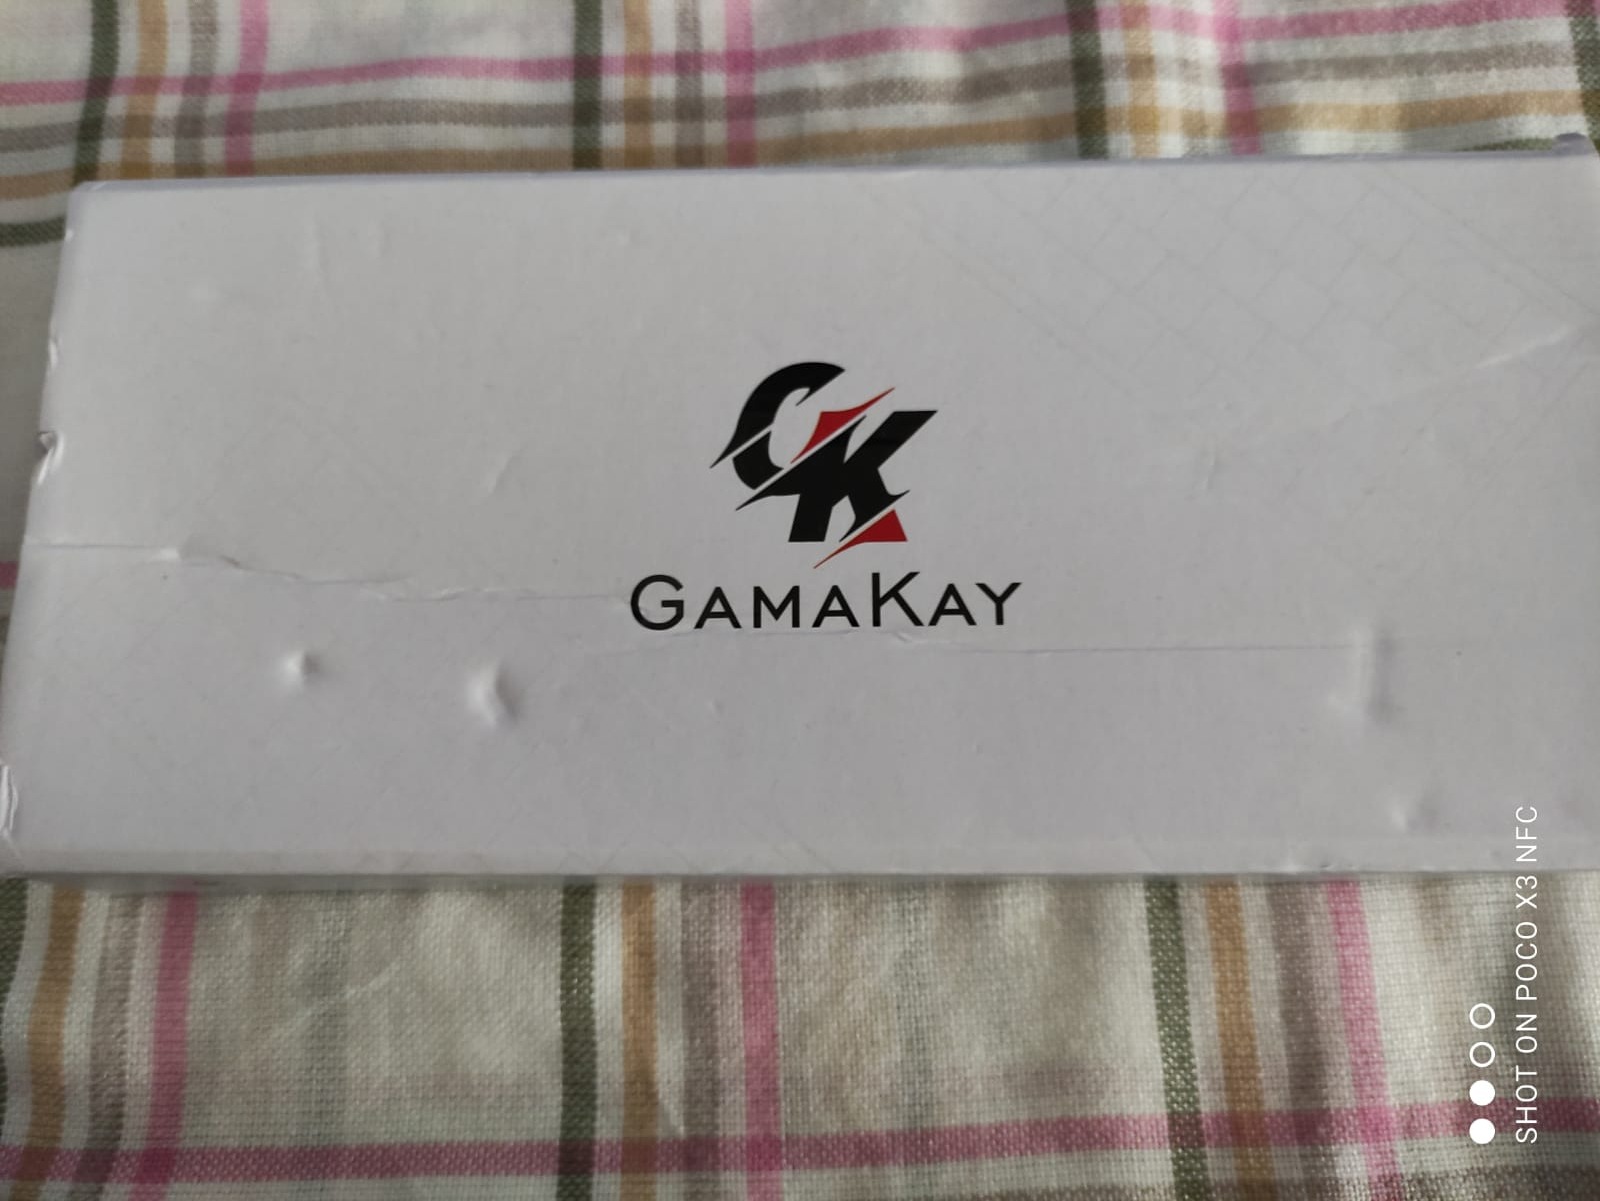 GK
GAMAKAY
SHOT ON POCO X3 NFC